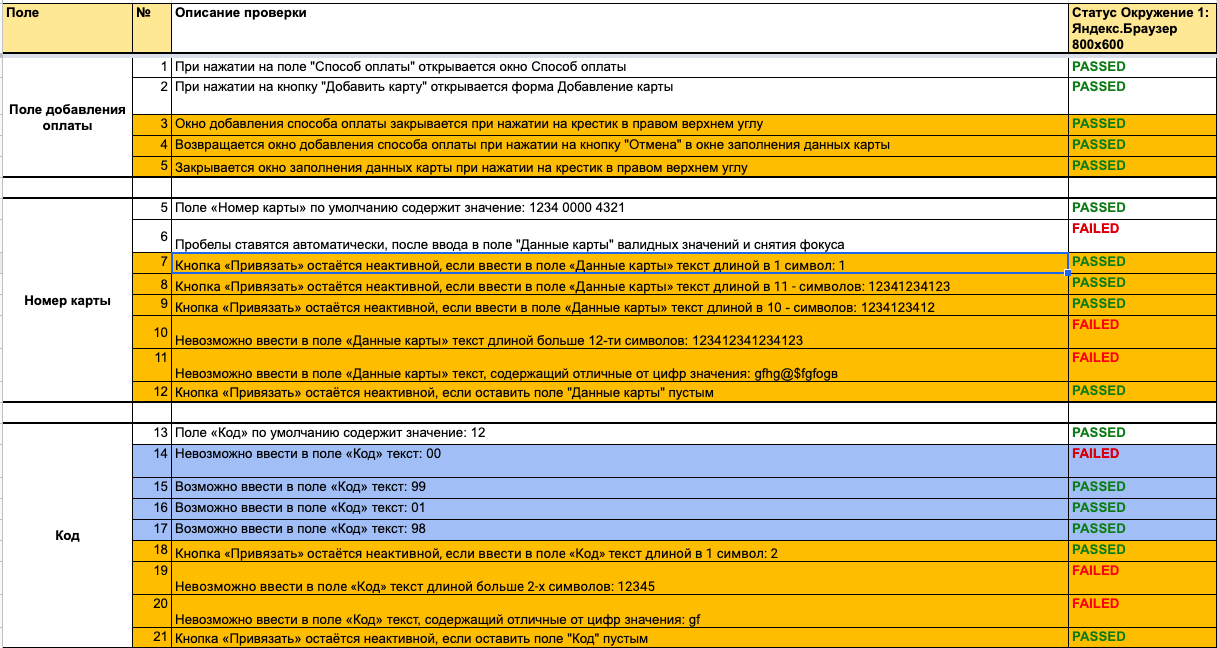 Поле № Описание проверки Статус Окружение 1:
Яндекс.Браузер
800x600
Поле добавления
оплаты
1 При нажатии на поле "Способ оплаты" открывается окно Способ оплаты PASSED
2 При нажатии на кнопку "Добавить карту" открывается форма Добавление карты PASSED
3 Окно добавления способа оплаты закрывается при нажатии на крестик в правом верхнем углу PASSED
4 Возвращается окно добавления способа оплаты при нажатии на кнопку "Отмена" в окне заполнения данных карты PASSED
5 Закрывается окно заполнения данных карты при нажатии на крестик в правом верхнем углу PASSED
Номер карты
5 Поле «Номер карты» по умолчанию содержит значение: 1234 0000 4321 PASSED
6 Пробелы ставятся автоматически, после ввода в поле "Данные карты" валидных значений и снятия фокуса FAILED
7 Кнопка «Привязать» остаётся неактивной, если ввести в поле «Данные карты» текст длиной в 1 символ: 1 PASSED
8 Кнопка «Привязать» остаётся неактивной, если ввести в поле «Данные карты» текст длиной в 11 - символов: 12341234123 PASSED
9 Кнопка «Привязать» остаётся неактивной, если ввести в поле «Данные карты» текст длиной в 10 - символов: 1234123412 PASSED
10 Невозможно ввести в поле «Данные карты» текст длиной больше 12-ти символов: 123412341234123 FAILED
11 Невозможно ввести в поле «Данные карты» текст, содержащий отличные от цифр значения: gfhg@$fgfogв FAILED
12 Кнопка «Привязать» остаётся неактивной, если оставить поле "Данные карты" пустым PASSED
Код
13 Поле «Код» по умолчанию содержит значение: 12 PASSED
14 Невозможно ввести в поле «Код» текст: 00 FAILED
15 Возможно ввести в поле «Код» текст: 99 PASSED
16 Возможно ввести в поле «Код» текст: 01 PASSED
17 Возможно ввести в поле «Код» текст: 98 PASSED
18 Кнопка «Привязать» остаётся неактивной, если ввести в поле «Код» текст длиной в 1 символ: 2 PASSED
19 Невозможно ввести в поле «Код» текст длиной больше 2-х символов: 12345 FAILED
20 Невозможно ввести в поле «Код» текст, содержащий отличные от цифр значения: gf FAILED
21 Кнопка «Привязать» остаётся неактивной, если оставить поле "Код" пустым PASSED